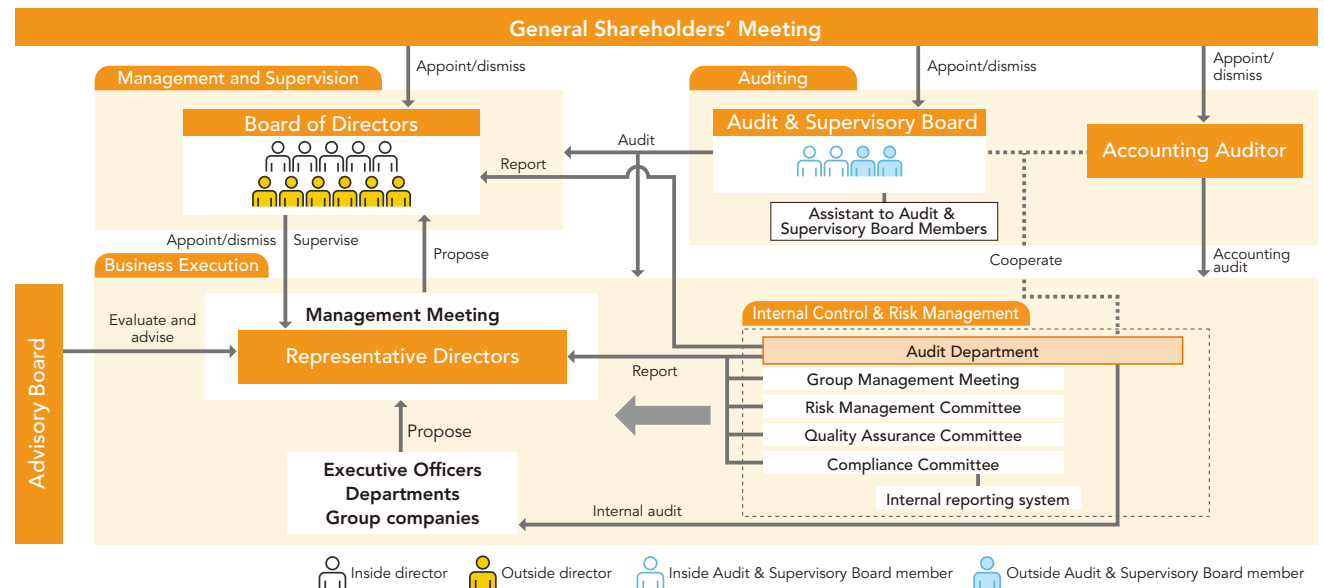 General Shareholders' Meeting
Appoint/dismiss
Appoint/dismiss
Appoint/
dismiss
Management and Supervision
Auditing
Board of Directors
Audit & Supervisory Board
Accounting Auditor
Audit
Report
Assistant to Audit &
Supervisory Board Members
Appoint/dismiss
Supervise
Propose
Cooperate
Accounting
audit
Business Execution
Advisory Board
Evaluate and
advise
Management Meeting
Representative Directors
Internal Control & Risk Management
Audit Department
Report
Group Management Meeting
Risk Management Committee
Quality Assurance Committee
Compliance Committee
Internal reporting system
Propose
Executive Officers
Departments
Group companies
Internal audit
Inside director
Outside director
Inside Audit & Supervisory Board member
Outside Audit & Supervisory Board member